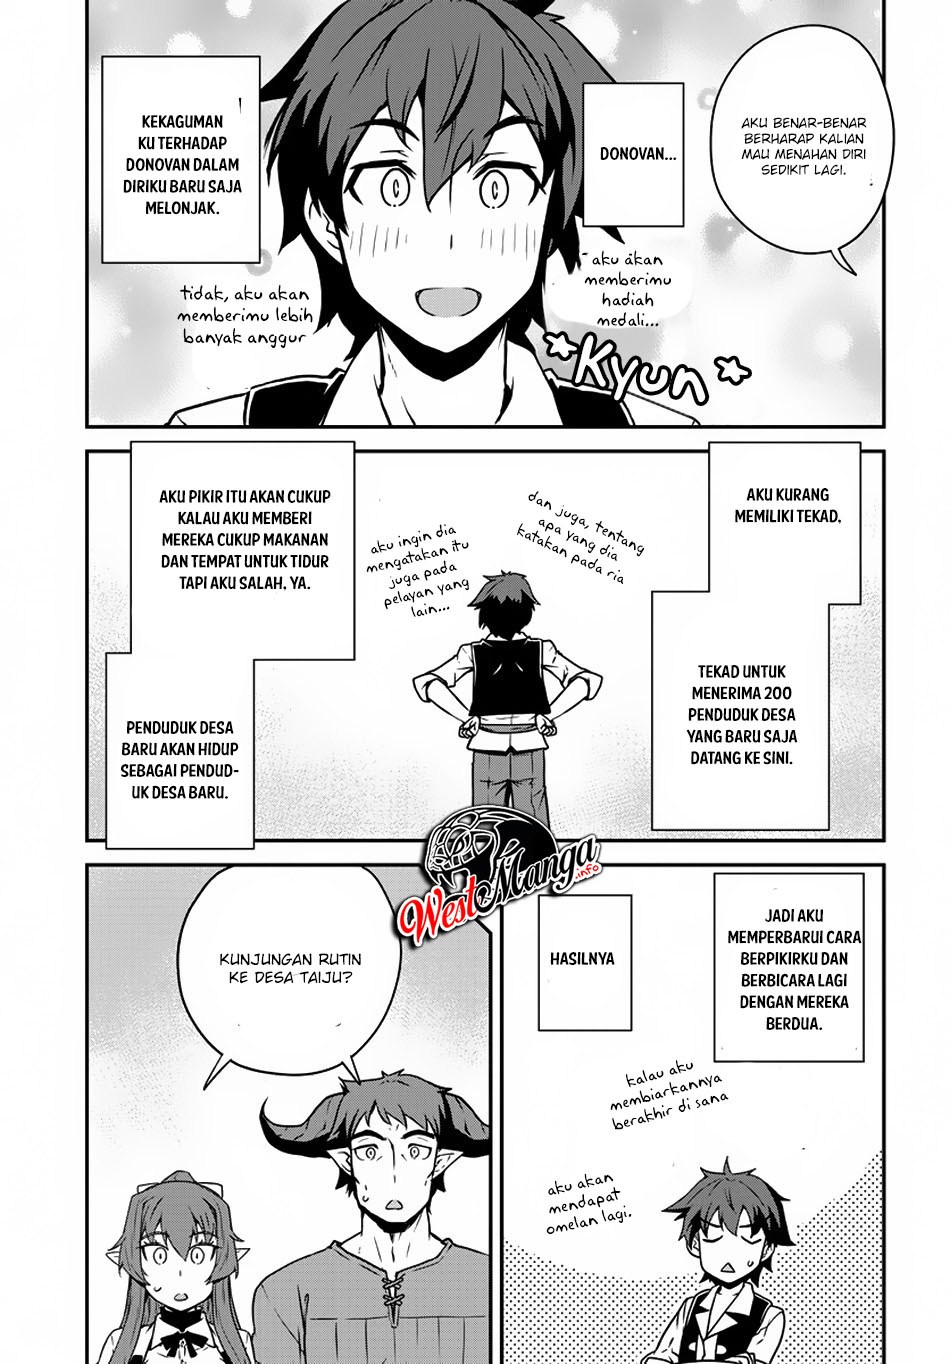 AKU BENAR-BENAR
BERHARAP KALIAN
MAU MENAHAN DIRI
SEDIKIT LAGI.
DONOVAN...
aku akan
memberimu
hadiah
medali...
KEKAGUMAN
KU TERHADAP
DONOVAN DALAM
DIRIKU BARU SAJA
MELONJAK.
tidak, aku akan
memberimu lebih
banyak anggur
*Kyun*
AKU KURANG
MEMILIKI TEKAD,
TEKAD UNTUK
MENERIMA 200
PENDUDUK DESA
YANG BARU SAJA
DATANG KE SINI.
dan juga, tentang
apa yang dia
katakan pada ria
aku ingin dia
mengatakan itu
juga pada
pelayan yang
lain...
AKU PIKIR ITU AKAN CUKUP
KALAU AKU MEMBERI
MEREKA CUKUP MAKANAN
DAN TEMPAT UNTUK TIDUR
TAPI AKU SALAH, YA.
PENDUDUK DESA
BARU AKAN HIDUP
SEBAGAI PENDUD-
UK DESA BARU.
WestManga
.info
JADI AKU
MEMPERBARUI CARA
BERPIKIRKU DAN
BERBICARA LAGI
DENGAN MEREKA
BERDUA.
HASILNYA
kalau aku
membiarkannya
berakhir di sana
aku akan
mendapat
omelan lagi.
KUNJUNGAN RUTIN
KE DESA TAIJU?